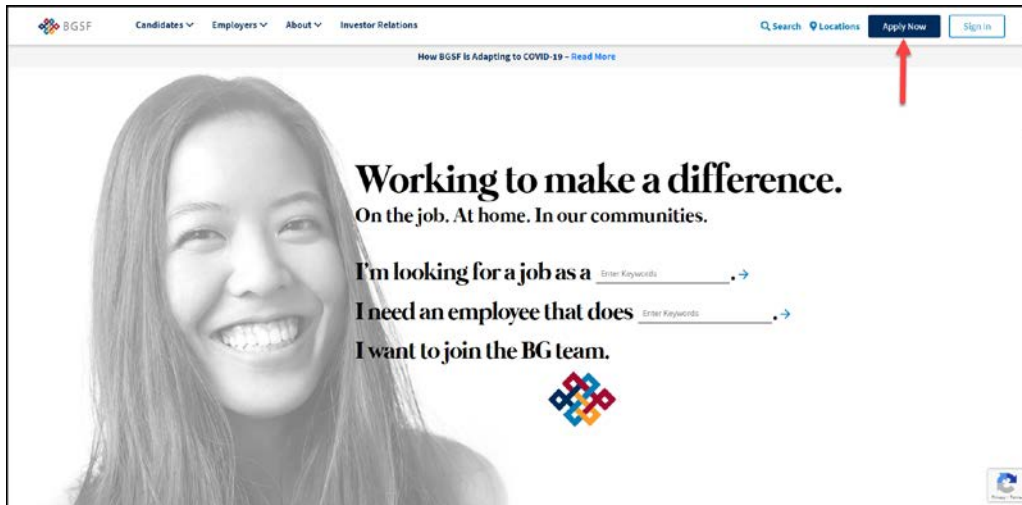 BGSF
Candidates Employers About Investor Relations
Search Locations Apply Now Sign In
How BGSF is Adapting to COVID-19 – Read More
Working to make a difference.
On the job. At home. In our communities.
I'm looking for a job as a Enter Keywords .
I need an employee that does Enter Keywords .
I want to join the BG team.
Privacy - Terms